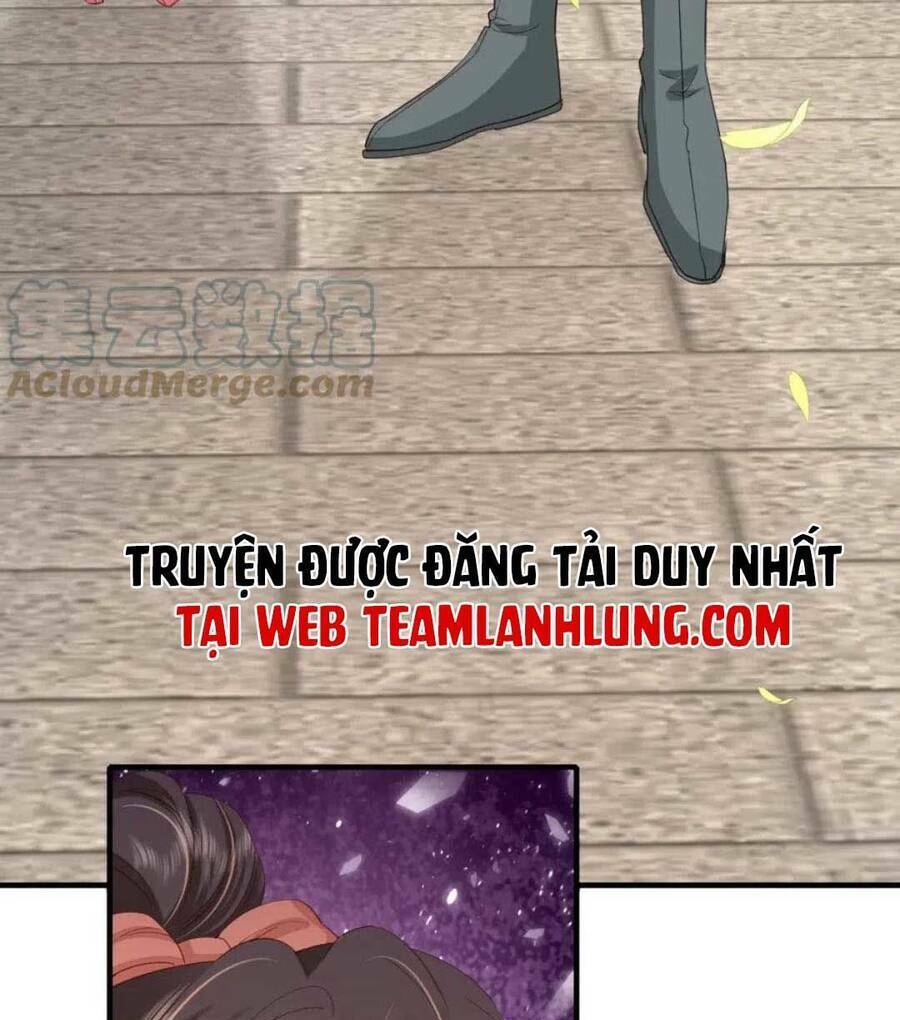 集云数据
ACloudMerge.com
TRUYỆN ĐƯỢC ĐĂNG TẢI DUY NHẤT
TẠI WEB TEAMLANHLUNG.COM